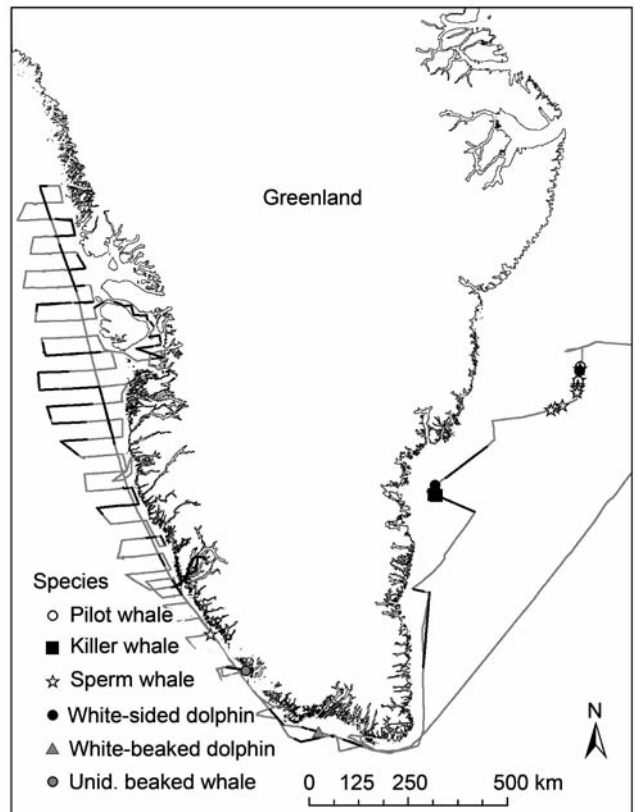 Greenland
Species
Pilot whale
Killer whale
Sperm whale
White-sided dolphin
White-beaked dolphin
Unid. beaked whale
N
0 125 250 500 km